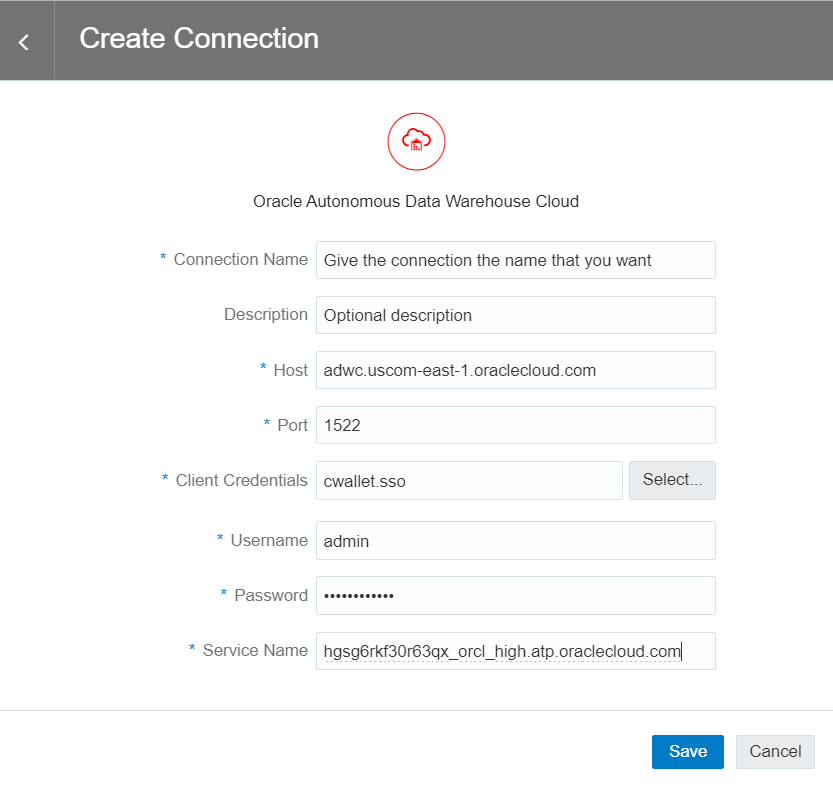 Create Connection
Oracle Autonomous Data Warehouse Cloud
* Connection Name Give the connection the name that you want
Description Optional description
* Host adwc.uscom-east-1.oraclecloud.com
* Port 1522
* Client Credentials cwallet.sso Select...
* Username admin
* Password ••••••••••••
* Service Name hgsg6rkf30r63qx_orcl_high.atp.oraclecloud.com
Save Cancel